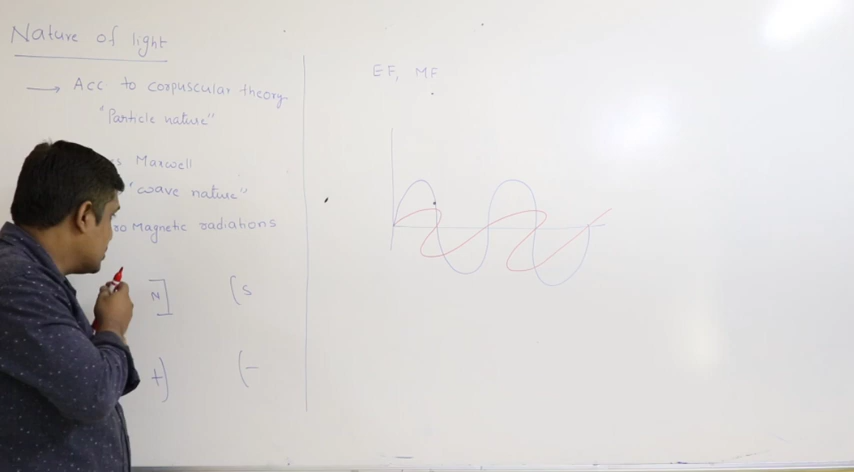 Nature of light
→ Acc to corpuscular theory
"Particle nature"
Maxwell
"wave nature"
Magnetic radiations
N] (S
+) (-
EF, MF